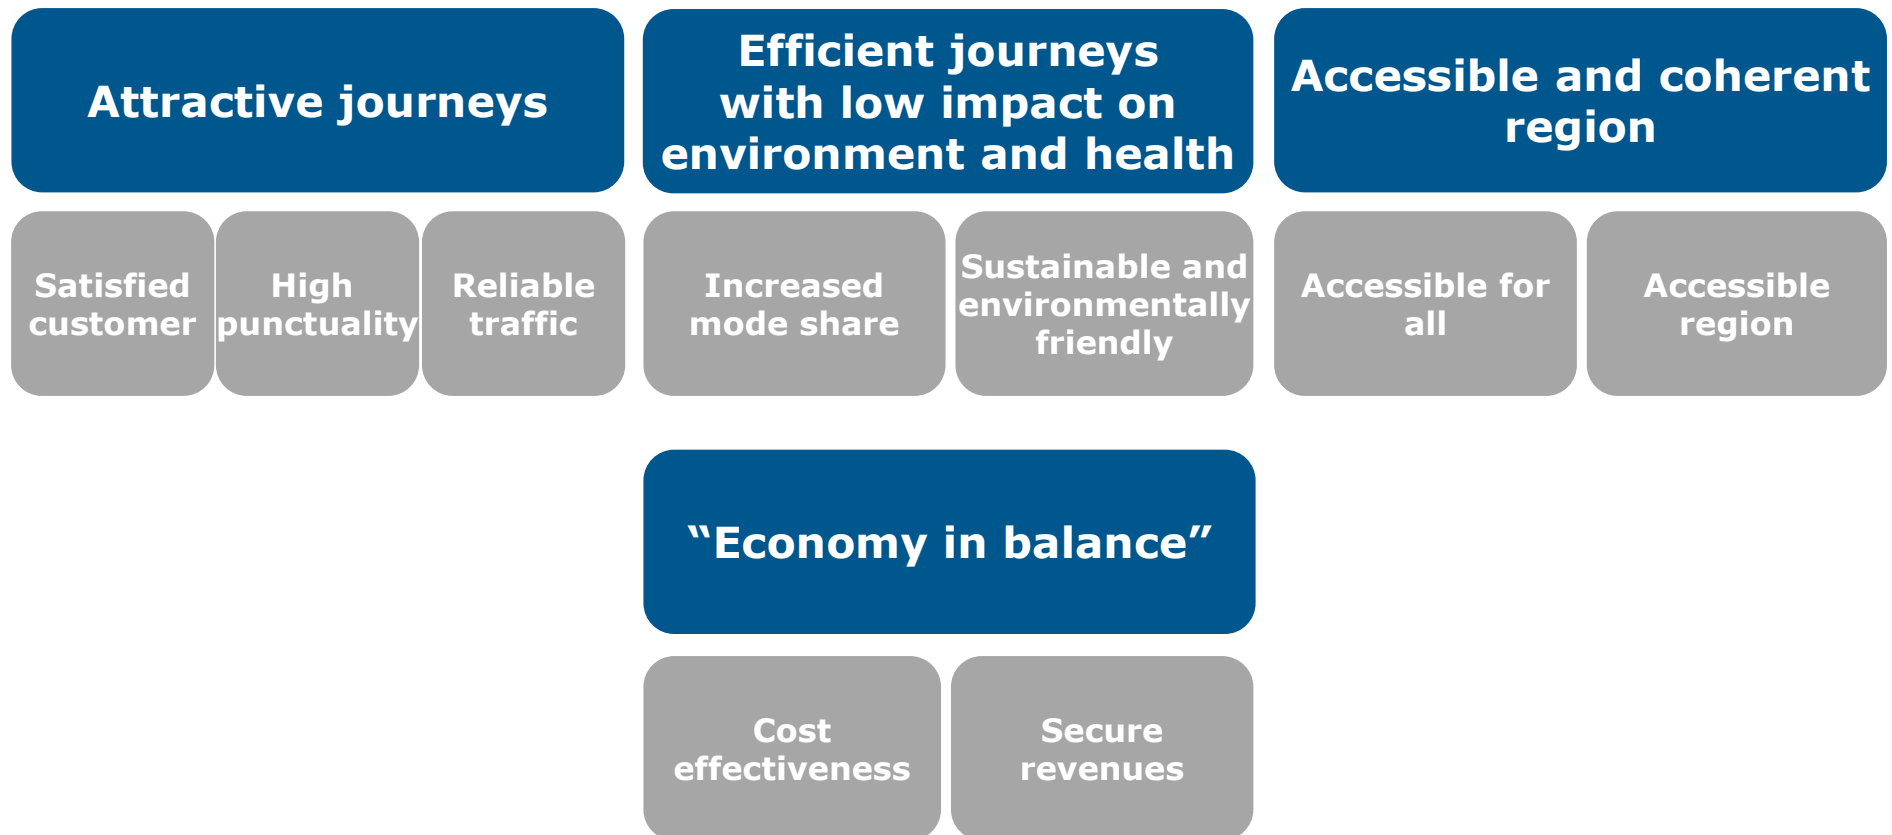 Attractive journeys
Efficient journeys
with low impact on
environment and health
Accessible and coherent
region
Satisfied
customer
High
punctuality
Reliable
traffic
Increased
mode share
Sustainable and
environmentally
friendly
Accessible for
all
Accessible
region
“Economy in balance”
Cost
effectiveness
Secure
revenues